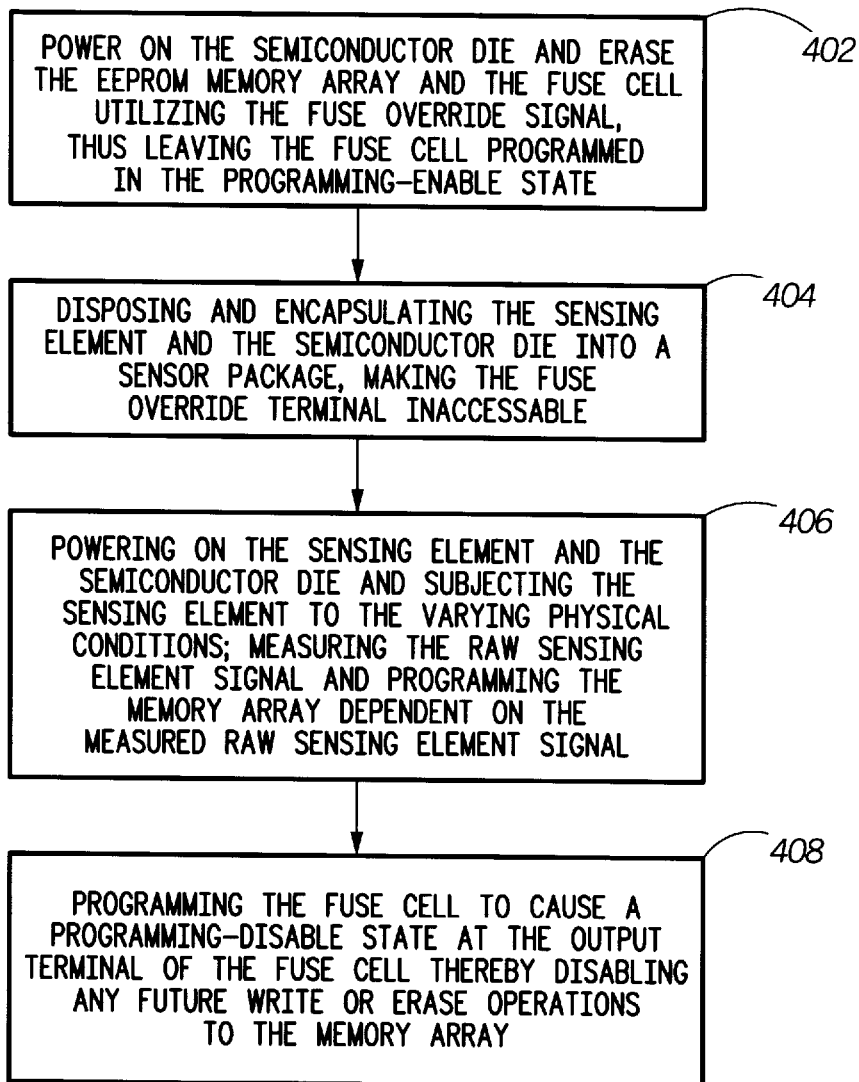 POWER ON THE SEMICONDUCTOR DIE AND ERASE
THE EEPROM MEMORY ARRAY AND THE FUSE CELL
UTILIZING THE FUSE OVERRIDE SIGNAL,
THUS LEAVING THE FUSE CELL PROGRAMMED
IN THE PROGRAMMING-ENABLE STATE
402
DISPOSING AND ENCAPSULATING THE SENSING
ELEMENT AND THE SEMICONDUCTOR DIE INTO A
SENSOR PACKAGE, MAKING THE FUSE
OVERRIDE TERMINAL INACCESSABLE
404
POWERING ON THE SENSING ELEMENT AND THE
SEMICONDUCTOR DIE AND SUBJECTING THE
SENSING ELEMENT TO THE VARYING PHYSICAL
CONDITIONS; MEASURING THE RAW SENSING
ELEMENT SIGNAL AND PROGRAMMING THE
MEMORY ARRAY DEPENDENT ON THE
MEASURED RAW SENSING ELEMENT SIGNAL
406
PROGRAMMING THE FUSE CELL TO CAUSE A
PROGRAMMING-DISABLE STATE AT THE OUTPUT
TERMINAL OF THE FUSE CELL THEREBY DISABLING
ANY FUTURE WRITE OR ERASE OPERATIONS
TO THE MEMORY ARRAY
408